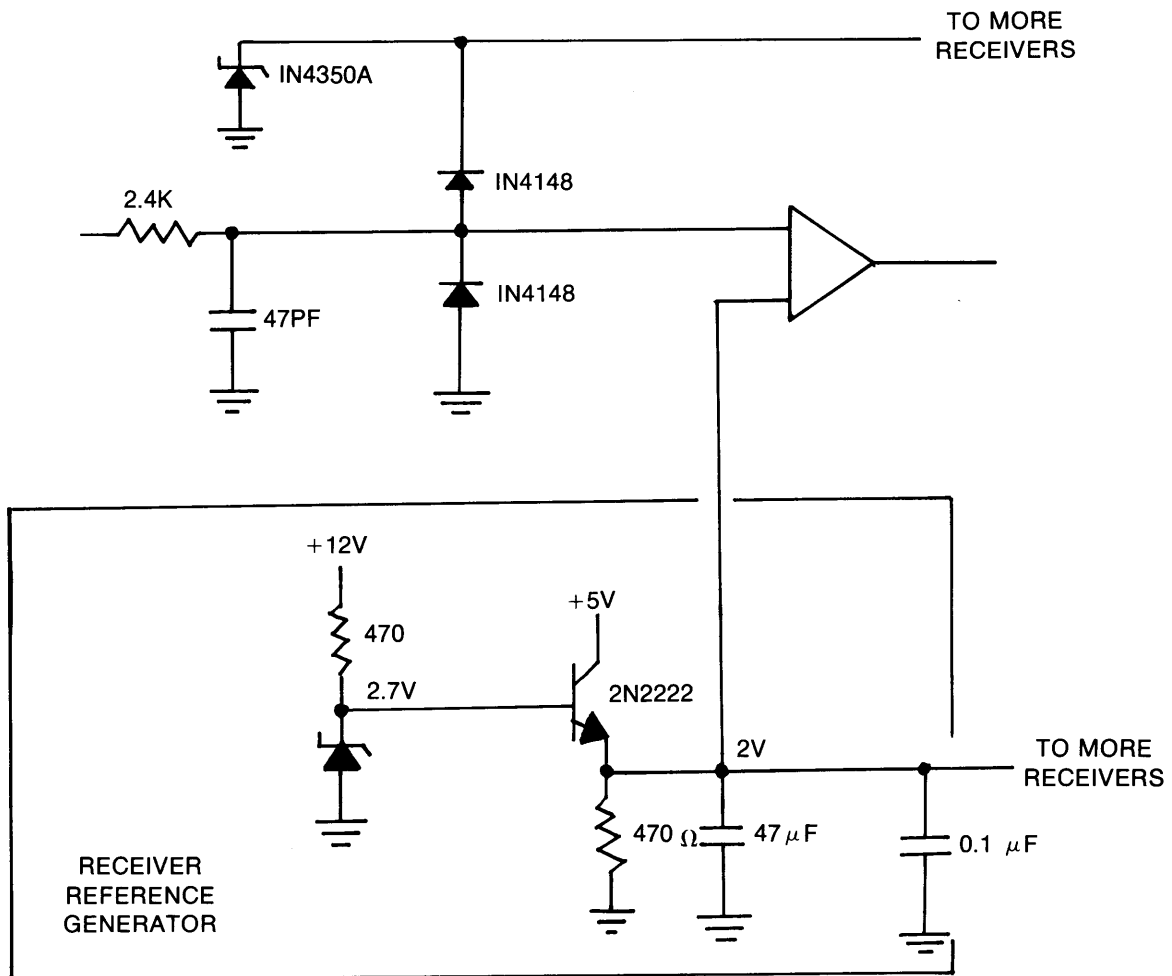 TO MORE
RECEIVERS
IN4350A
IN4148
2.4K
IN4148
47PF
+12V
+5V
470
2.7V
2N2222
2V
TO MORE
RECEIVERS
470 Ω
47 μF
0.1 μF
RECEIVER
REFERENCE
GENERATOR